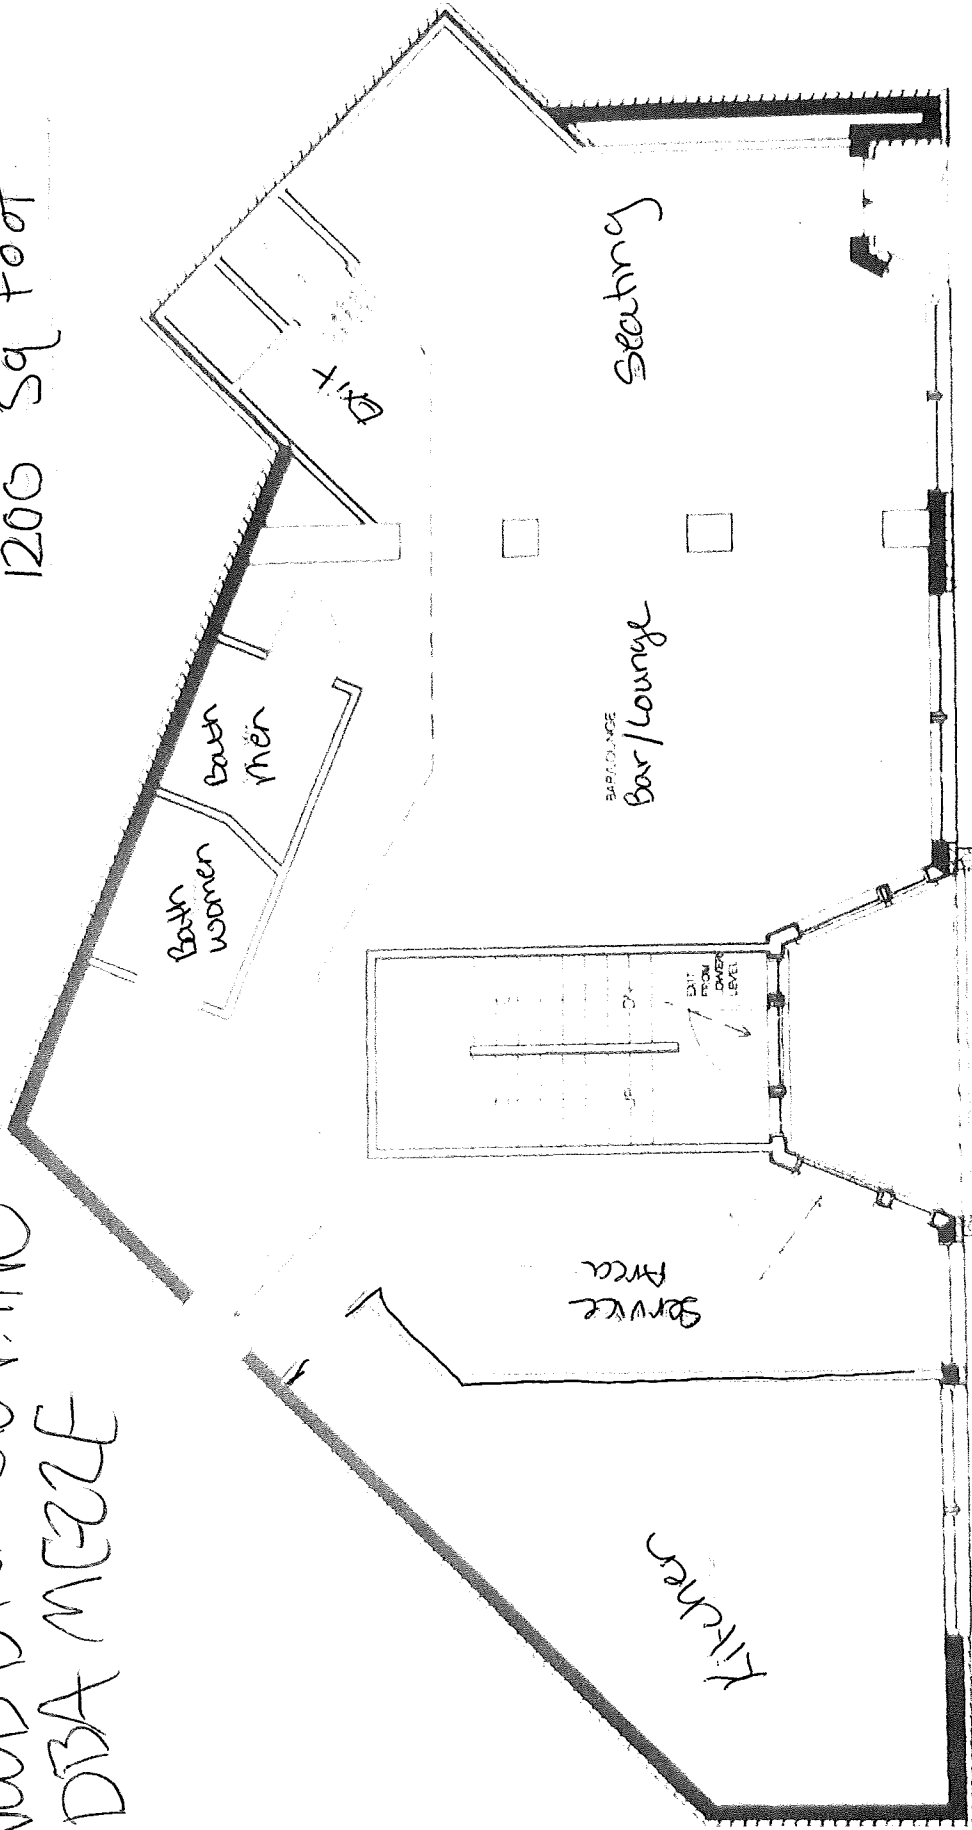 1200 Sq Foot
DBA MEZZE
Exit
Seating
Bath
Men
Bath
Women
BAR/LOUNGE
Bar/Lounge
EXIT
FROM
LOWER
LEVEL
DN
UP
Service
Area
Kitchen